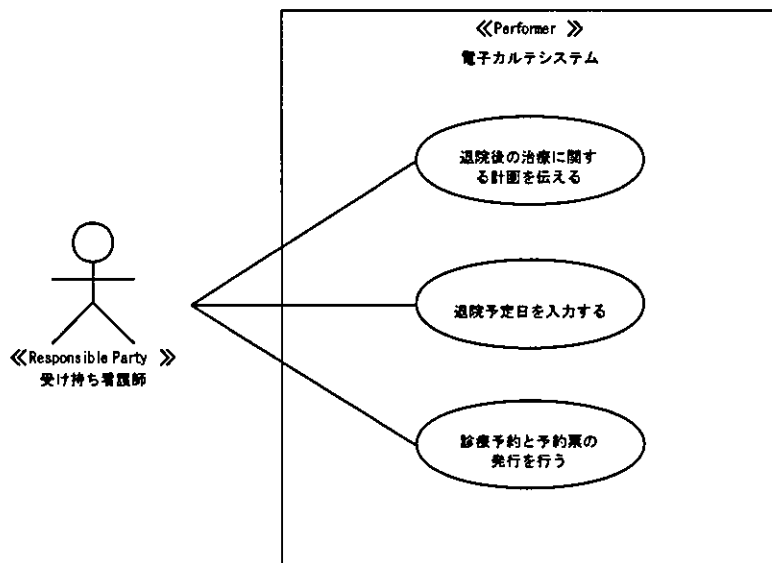 ≪Performer ≫
電子カルテシステム
退院後の治療に関す
る計画を伝える
退院予定日を入力する
≪Responsible Party ≫
受け持ち看護師
診療予約と予約票の
発行を行う